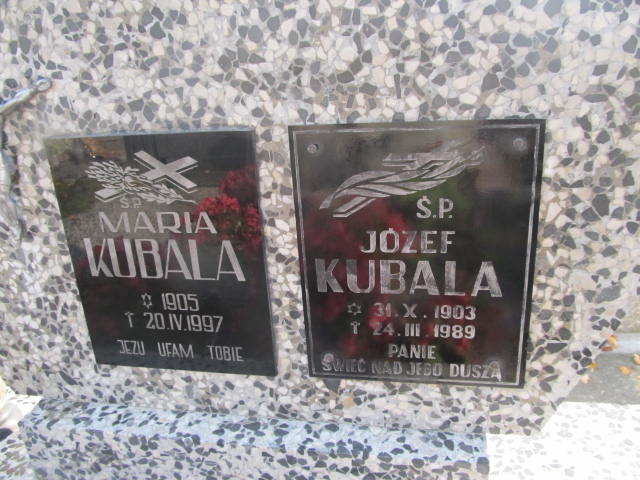 Ś.P.
MARIA
KUBALA
✡ 1905
† 20.IV.1997
JEZU UFAM TOBIE
Ś.P.
JÓZEF
KUBALA
✡ 31.X.1903
† 24.III.1989
PANIE
ŚWIEĆ NAD JEGO DUSZĄ